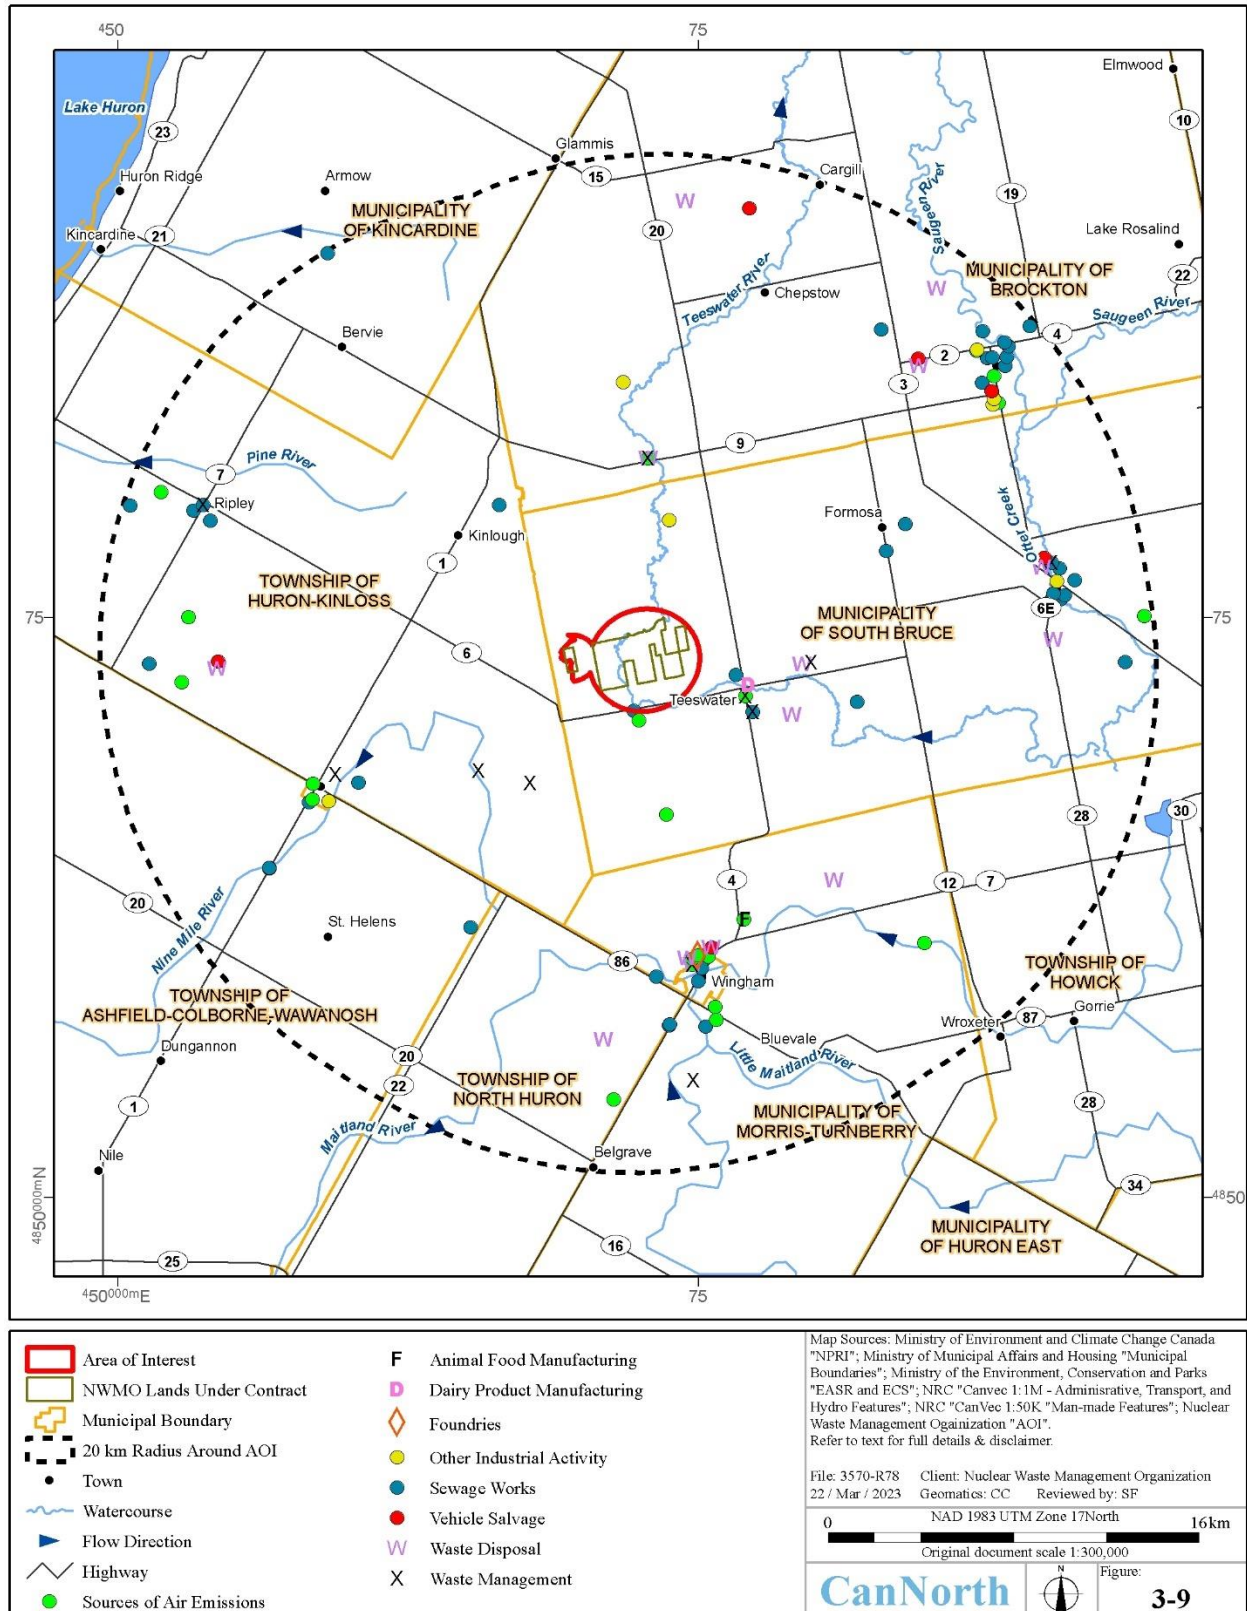 450
75
Elmwood
Lake Huron
10
23
Glammis
Saugeen River
Huron Ridge
Armow
15
Cargill
19
MUNICIPALITY
OF KINCARDINE
W
20
Kincardine
21
Lake Rosalind
MUNICIPALITY OF
BROCKTON
22
Teeswater River
Chepstow
W
Saugeen River
Bervie
4
2
W
3
9
Pine River
W
X
7
X
Ripley
Formosa
Kinlough
Otter Creek
1
X
W
TOWNSHIP OF
HURON-KINLOSS
6E
75
MUNICIPALITY
OF SOUTH BRUCE
75
6
W
W
W
X
D
Teeswater
X
X
W
X
X
X
30
28
4
W
12
7
20
F
St. Helens
Nine Mile River
W
W
86
TOWNSHIP OF
HOWICK
Wingham
TOWNSHIP OF
ASHFIELD-COLBORNE-WAWANOSH
Gorrie
87
Wroxeter
Dungannon
W
Bluevale
20
Little Maitland River
22
TOWNSHIP OF
NORTH HURON
X
1
MUNICIPALITY OF
MORRIS-TURNBERRY
28
Maitland River
Nile
Belgrave
34
4850000mN
4850
MUNICIPALITY
OF HURON EAST
16
25
450000mE
75
Area of Interest
NWMO Lands Under Contract
Municipal Boundary
20 km Radius Around AOI
Town
Watercourse
Flow Direction
Highway
Sources of Air Emissions
F Animal Food Manufacturing
D Dairy Product Manufacturing
Foundries
Other Industrial Activity
Sewage Works
Vehicle Salvage
W Waste Disposal
X Waste Management
Map Sources: Ministry of Environment and Climate Change Canada
"NPRI"; Ministry of Municipal Affairs and Housing "Municipal
Boundaries"; Ministry of the Environment, Conservation and Parks
"EASR and ECS"; NRC "Canvec 1:1M - Adminisrative, Transport, and
Hydro Features"; NRC "CanVec 1:50K "Man-made Features"; Nuclear
Waste Management Ogainization "AOI".
Refer to text for full details & disclaimer.
File: 3570-R78 Client: Nuclear Waste Management Organization
22 / Mar / 2023 Geomatics: CC Reviewed by: SF
NAD 1983 UTM Zone 17North
0 16km
Original document scale 1:300,000
CanNorth
N
Figure:
3-9